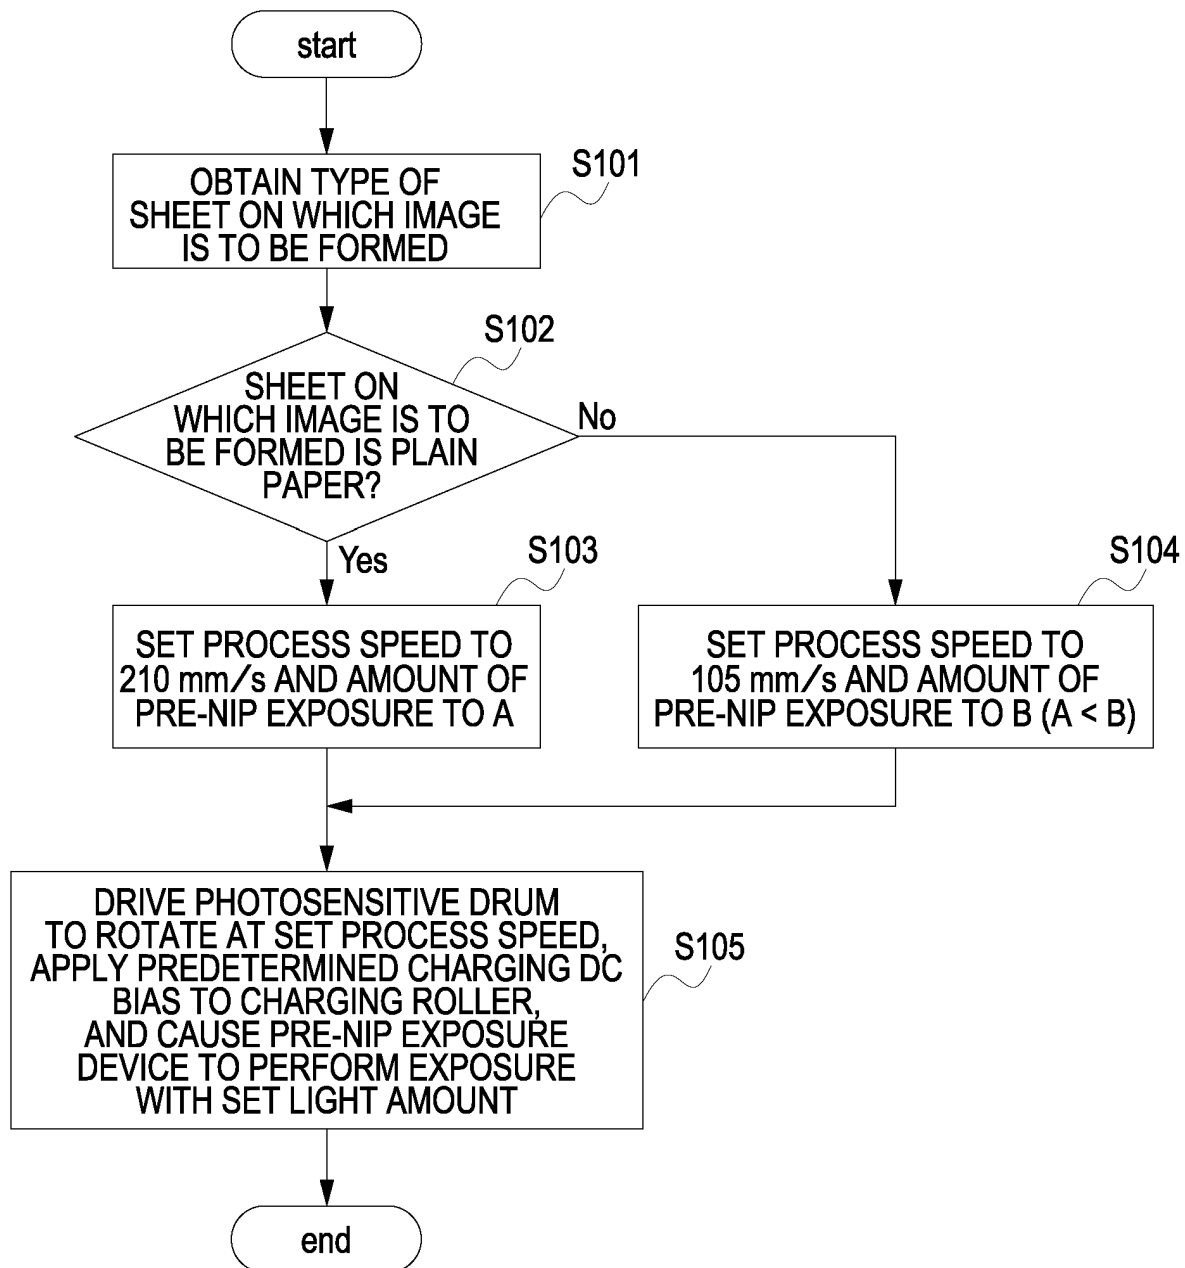 start
OBTAIN TYPE OF
SHEET ON WHICH IMAGE
IS TO BE FORMED
S101
S102
SHEET ON
WHICH IMAGE IS TO
BE FORMED IS PLAIN
PAPER?
No
Yes
S103
SET PROCESS SPEED TO
210 mm/s AND AMOUNT OF
PRE-NIP EXPOSURE TO A
S104
SET PROCESS SPEED TO
105 mm/s AND AMOUNT OF
PRE-NIP EXPOSURE TO B (A < B)
DRIVE PHOTOSENSITIVE DRUM
TO ROTATE AT SET PROCESS SPEED,
APPLY PREDETERMINED CHARGING DC
BIAS TO CHARGING ROLLER,
AND CAUSE PRE-NIP EXPOSURE
DEVICE TO PERFORM EXPOSURE
WITH SET LIGHT AMOUNT
S105
end